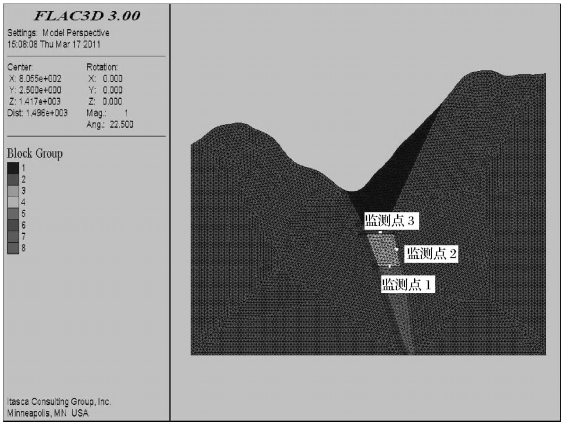 FLAC3D 3.00
Settings: Model Perspective
15:08:08 Thu Mar 17 2011
Center:
X: 8.055e+002
Y: 2.500e+000
Z: 1.417e+003
Dist: 1.496e+003
Rotation:
X: 0.000
Y: 0.000
Z: 0.000
Mag.: 1
Ang.: 22.500
Block Group
1
2
3
4
5
6
7
8
监测点 3
监测点 2
监测点 1
Itasca Consulting Group, Inc.
Minneapolis, MN USA